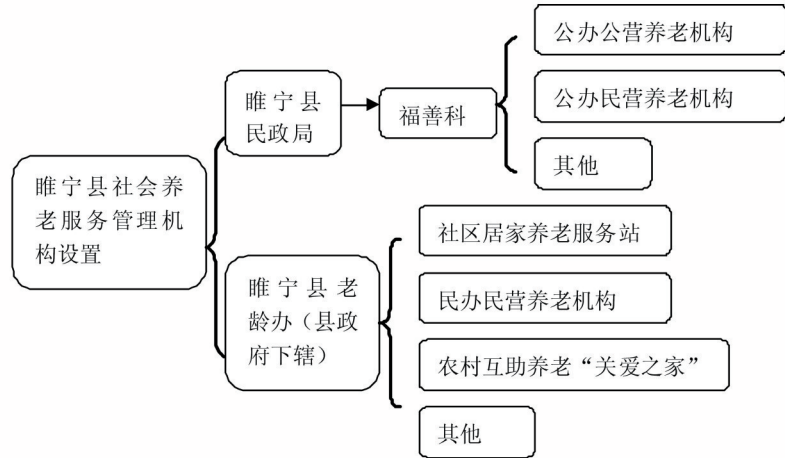 睢宁县社会养
老服务管理机
构设置
睢宁县
民政局
福善科
公办公营养老机构
公办民营养老机构
其他
睢宁县老
龄办（县政
府下辖）
社区居家养老服务站
民办民营养老机构
农村互助养老“关爱之家”
其他